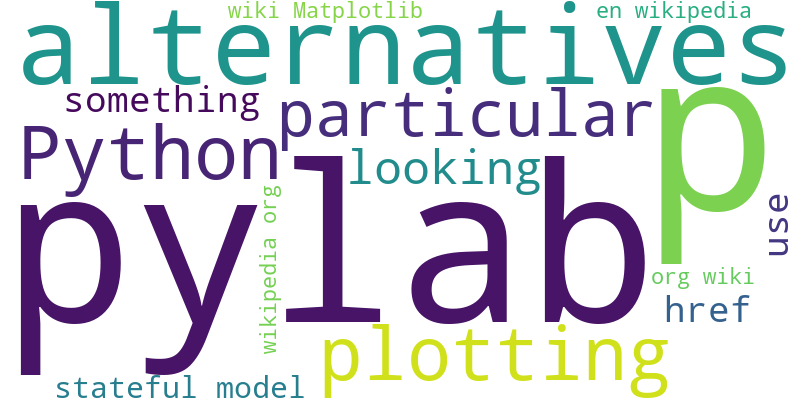 wiki Matplotlib
en wikipedia
alternatives
something
particular
p
Python
looking
pylab
wikipedia org
use
org wiki
href
plotting
stateful model